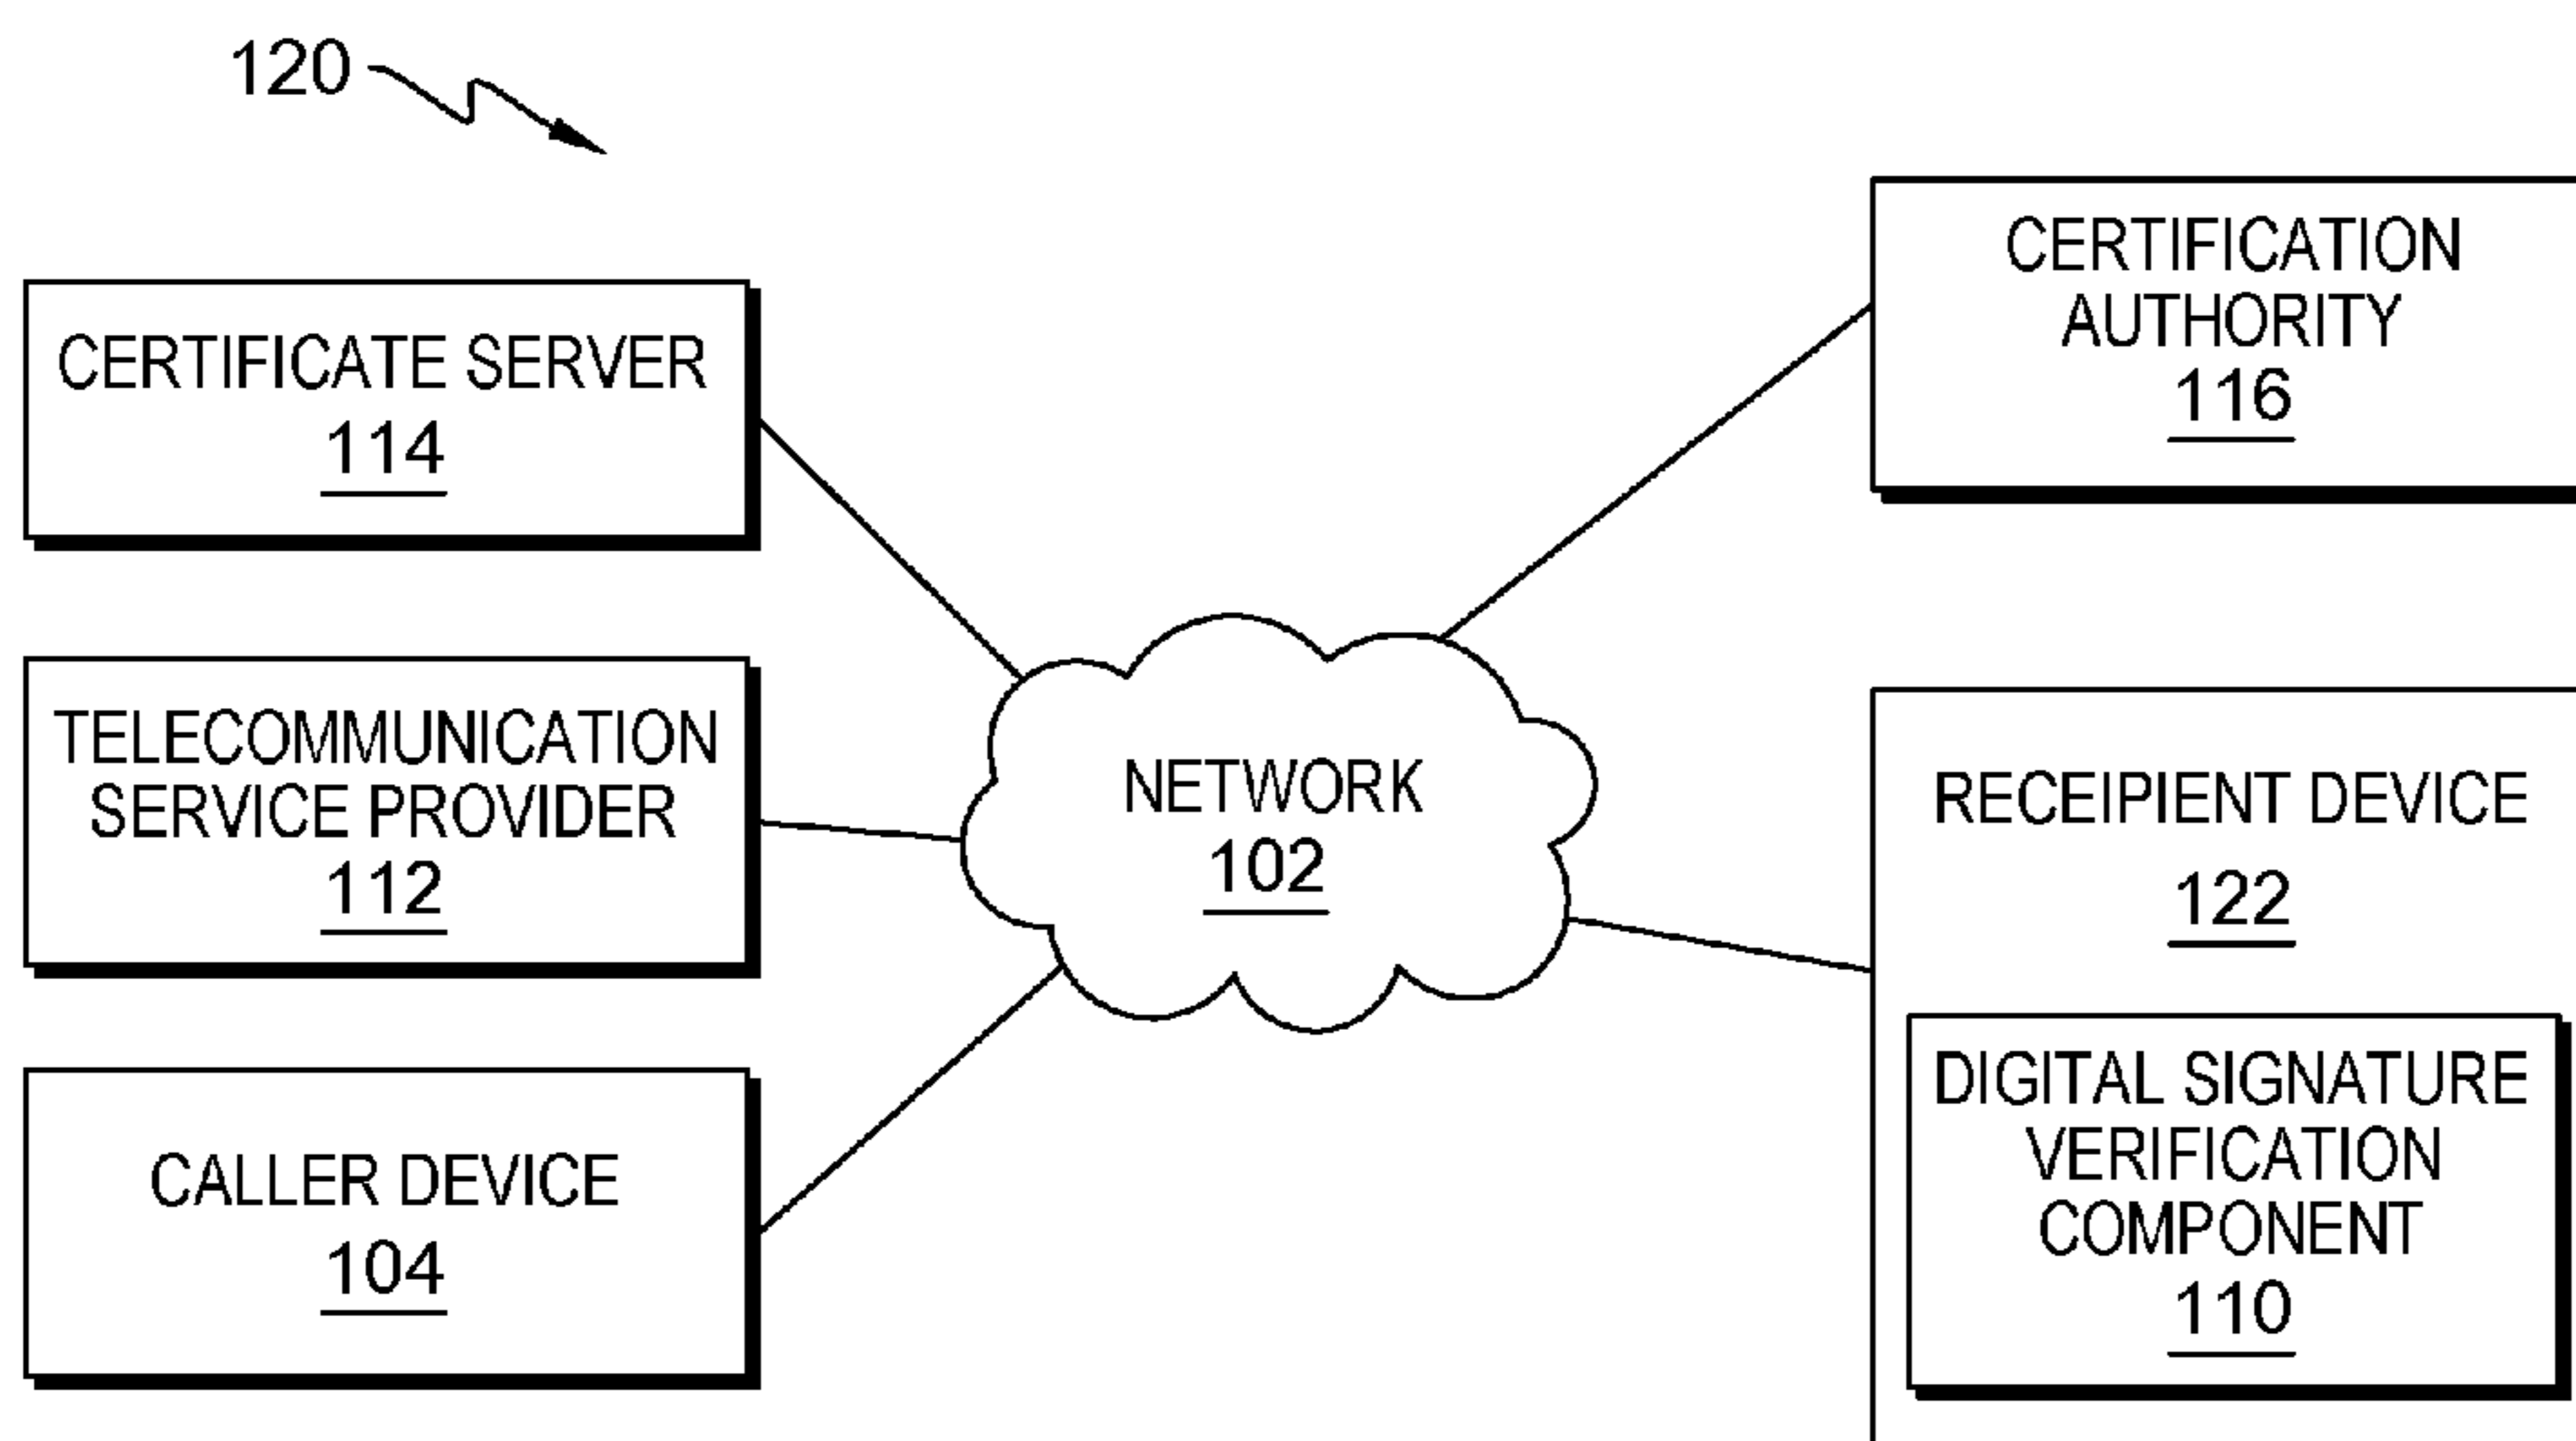 120
CERTIFICATE SERVER
114
TELECOMMUNICATION
SERVICE PROVIDER
112
CALLER DEVICE
104
NETWORK
102
CERTIFICATION
AUTHORITY
116
RECEIPIENT DEVICE
122
DIGITAL SIGNATURE
VERIFICATION
COMPONENT
110